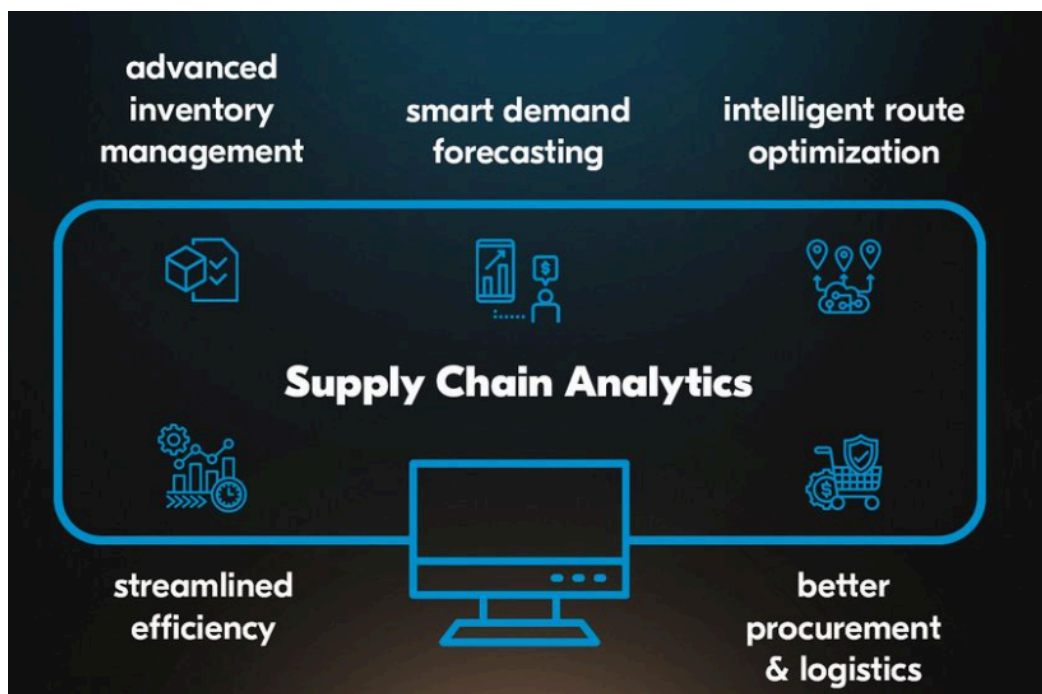 advanced
inventory
management
smart demand
forecasting
intelligent route
optimization
$
Supply Chain Analytics
$
streamlined
efficiency
better
procurement
& logistics